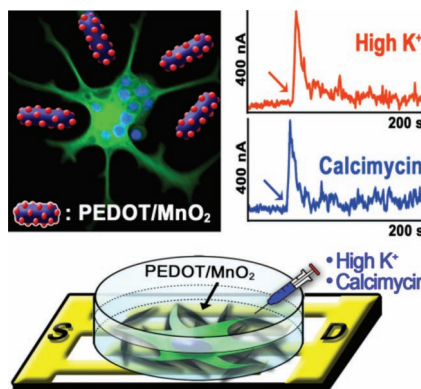 : PEDOT/MnO₂
400 nA
High K⁺
200 s
400 nA
Calcimycin
200 s
PEDOT/MnO₂
•High K⁺
•Calcimycin
S
D